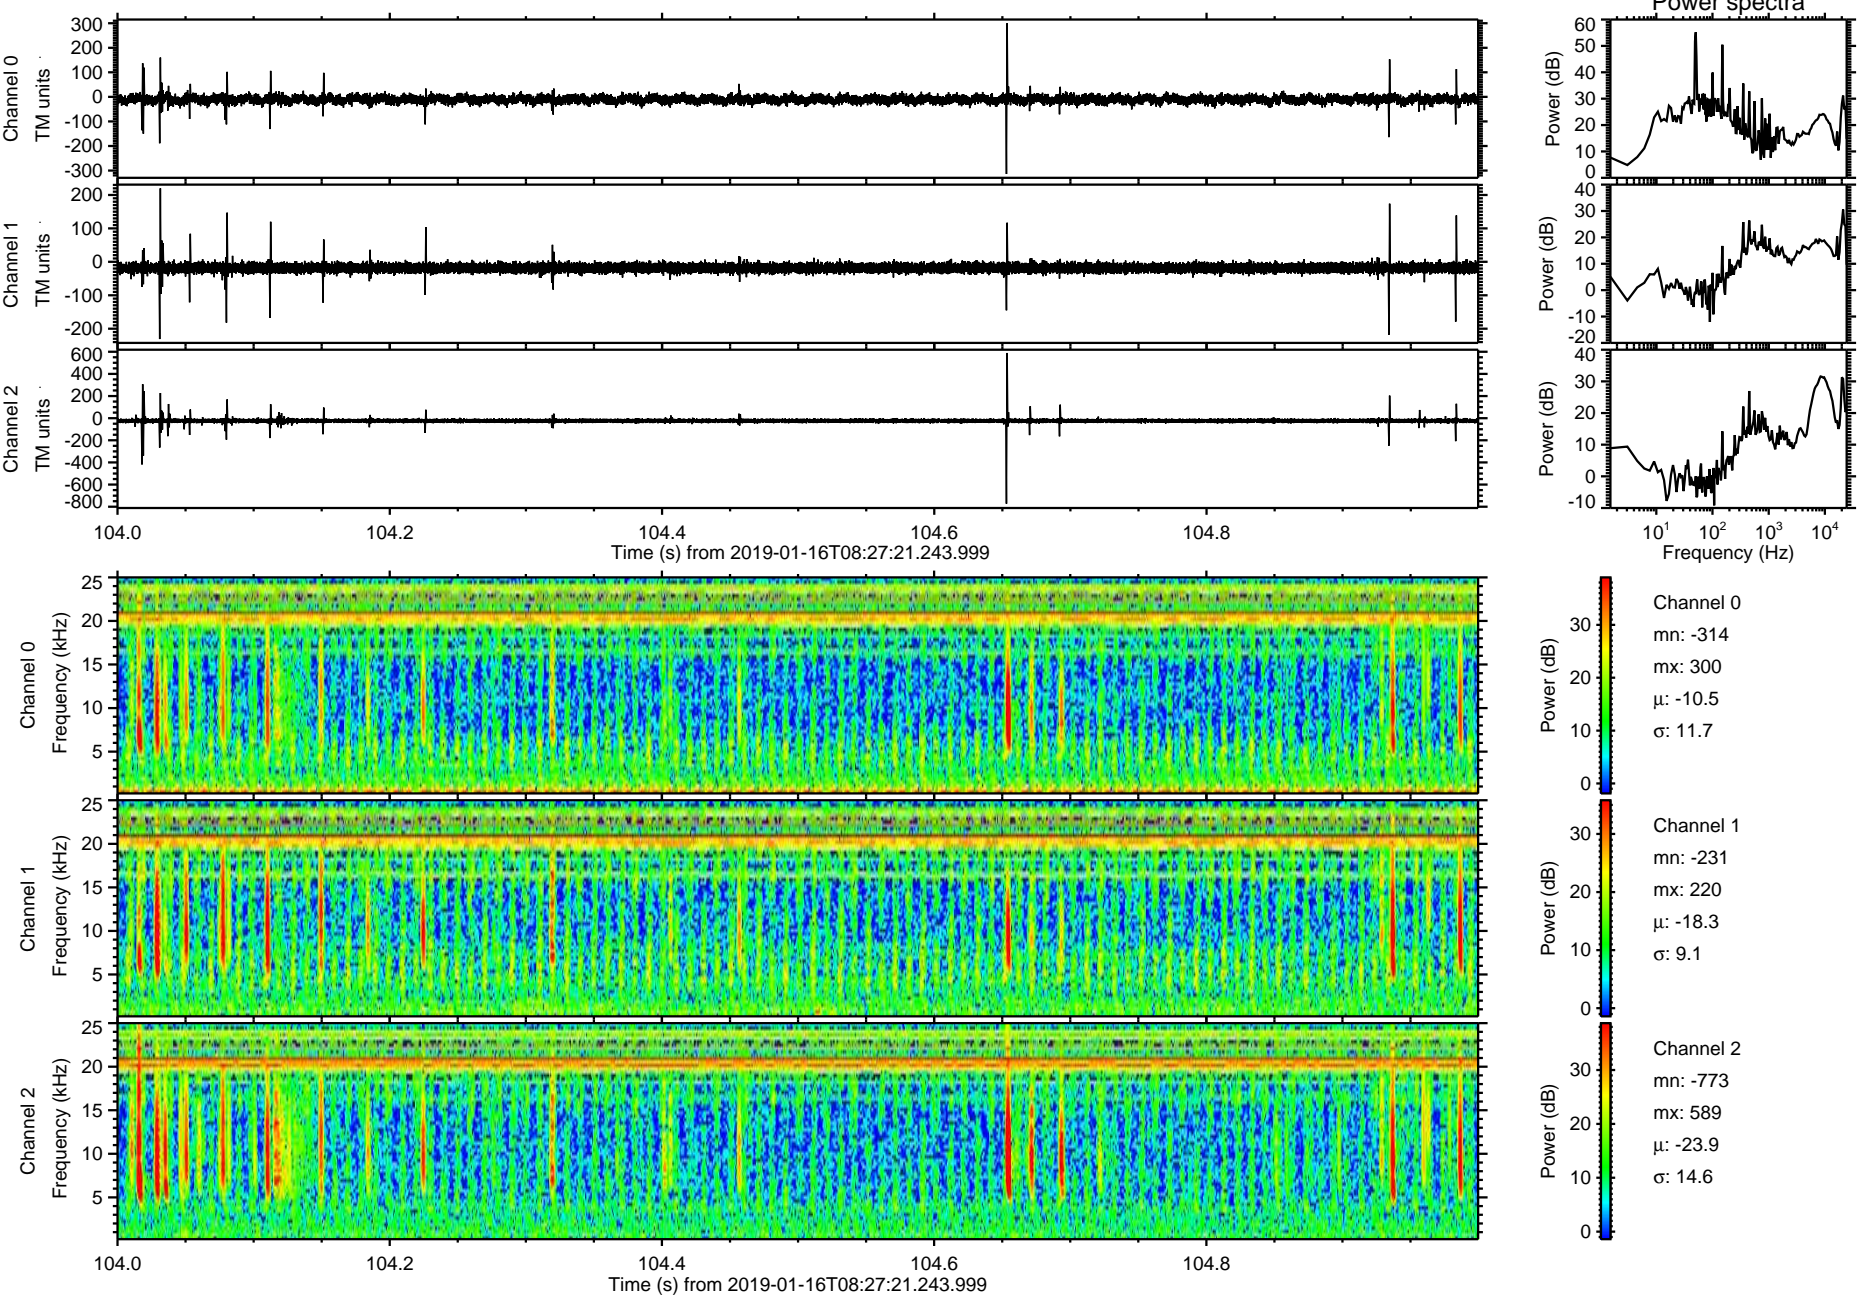 Power spectra
Channel 0
TM units
300
200
100
0
-100
-200
-300
Power (dB)
60
50
40
30
20
10
0
Channel 1
TM units
200
100
0
-100
-200
Power (dB)
40
30
20
10
0
-10
-20
Channel 2
TM units
600
400
200
0
-200
-400
-600
-800
Power (dB)
40
30
20
10
0
-10
104.0 104.2 104.4 104.6 104.8
Time (s) from 2019-01-16T08:27:21.243.999
10¹ 10² 10³ 10⁴
Frequency (Hz)
Channel 0
Frequency (kHz)
25
20
15
10
5
Power (dB)
30
20
10
0
Channel 0
mn: -314
mx: 300
μ: -10.5
σ: 11.7
Channel 1
Frequency (kHz)
25
20
15
10
5
Power (dB)
30
20
10
0
Channel 1
mn: -231
mx: 220
μ: -18.3
σ: 9.1
Channel 2
Frequency (kHz)
25
20
15
10
5
Power (dB)
30
20
10
0
Channel 2
mn: -773
mx: 589
μ: -23.9
σ: 14.6
104.0 104.2 104.4 104.6 104.8
Time (s) from 2019-01-16T08:27:21.243.999